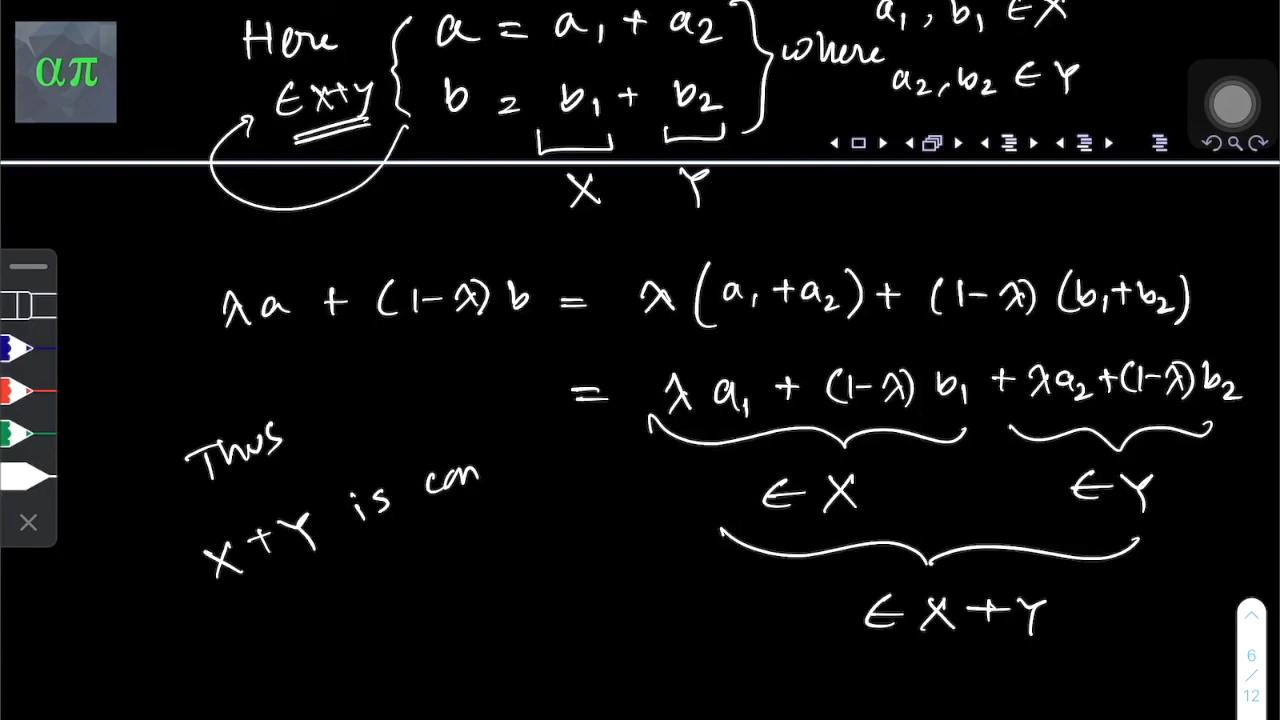 απ
Here
∈ X+Y
a = a₁ + a₂
b = b₁ + b₂
where
a₁, b₁ ∈ X
a₂, b₂ ∈ Y
X Y
λa + (1-λ) b = λ (a₁ + a₂) + (1-λ) (b₁+b₂)
= λ a₁ + (1-λ) b₁ + λa₂+(1-λ) b₂
∈ X ∈ Y
∈ X+Y
Thus
X+Y is con
6
/
12